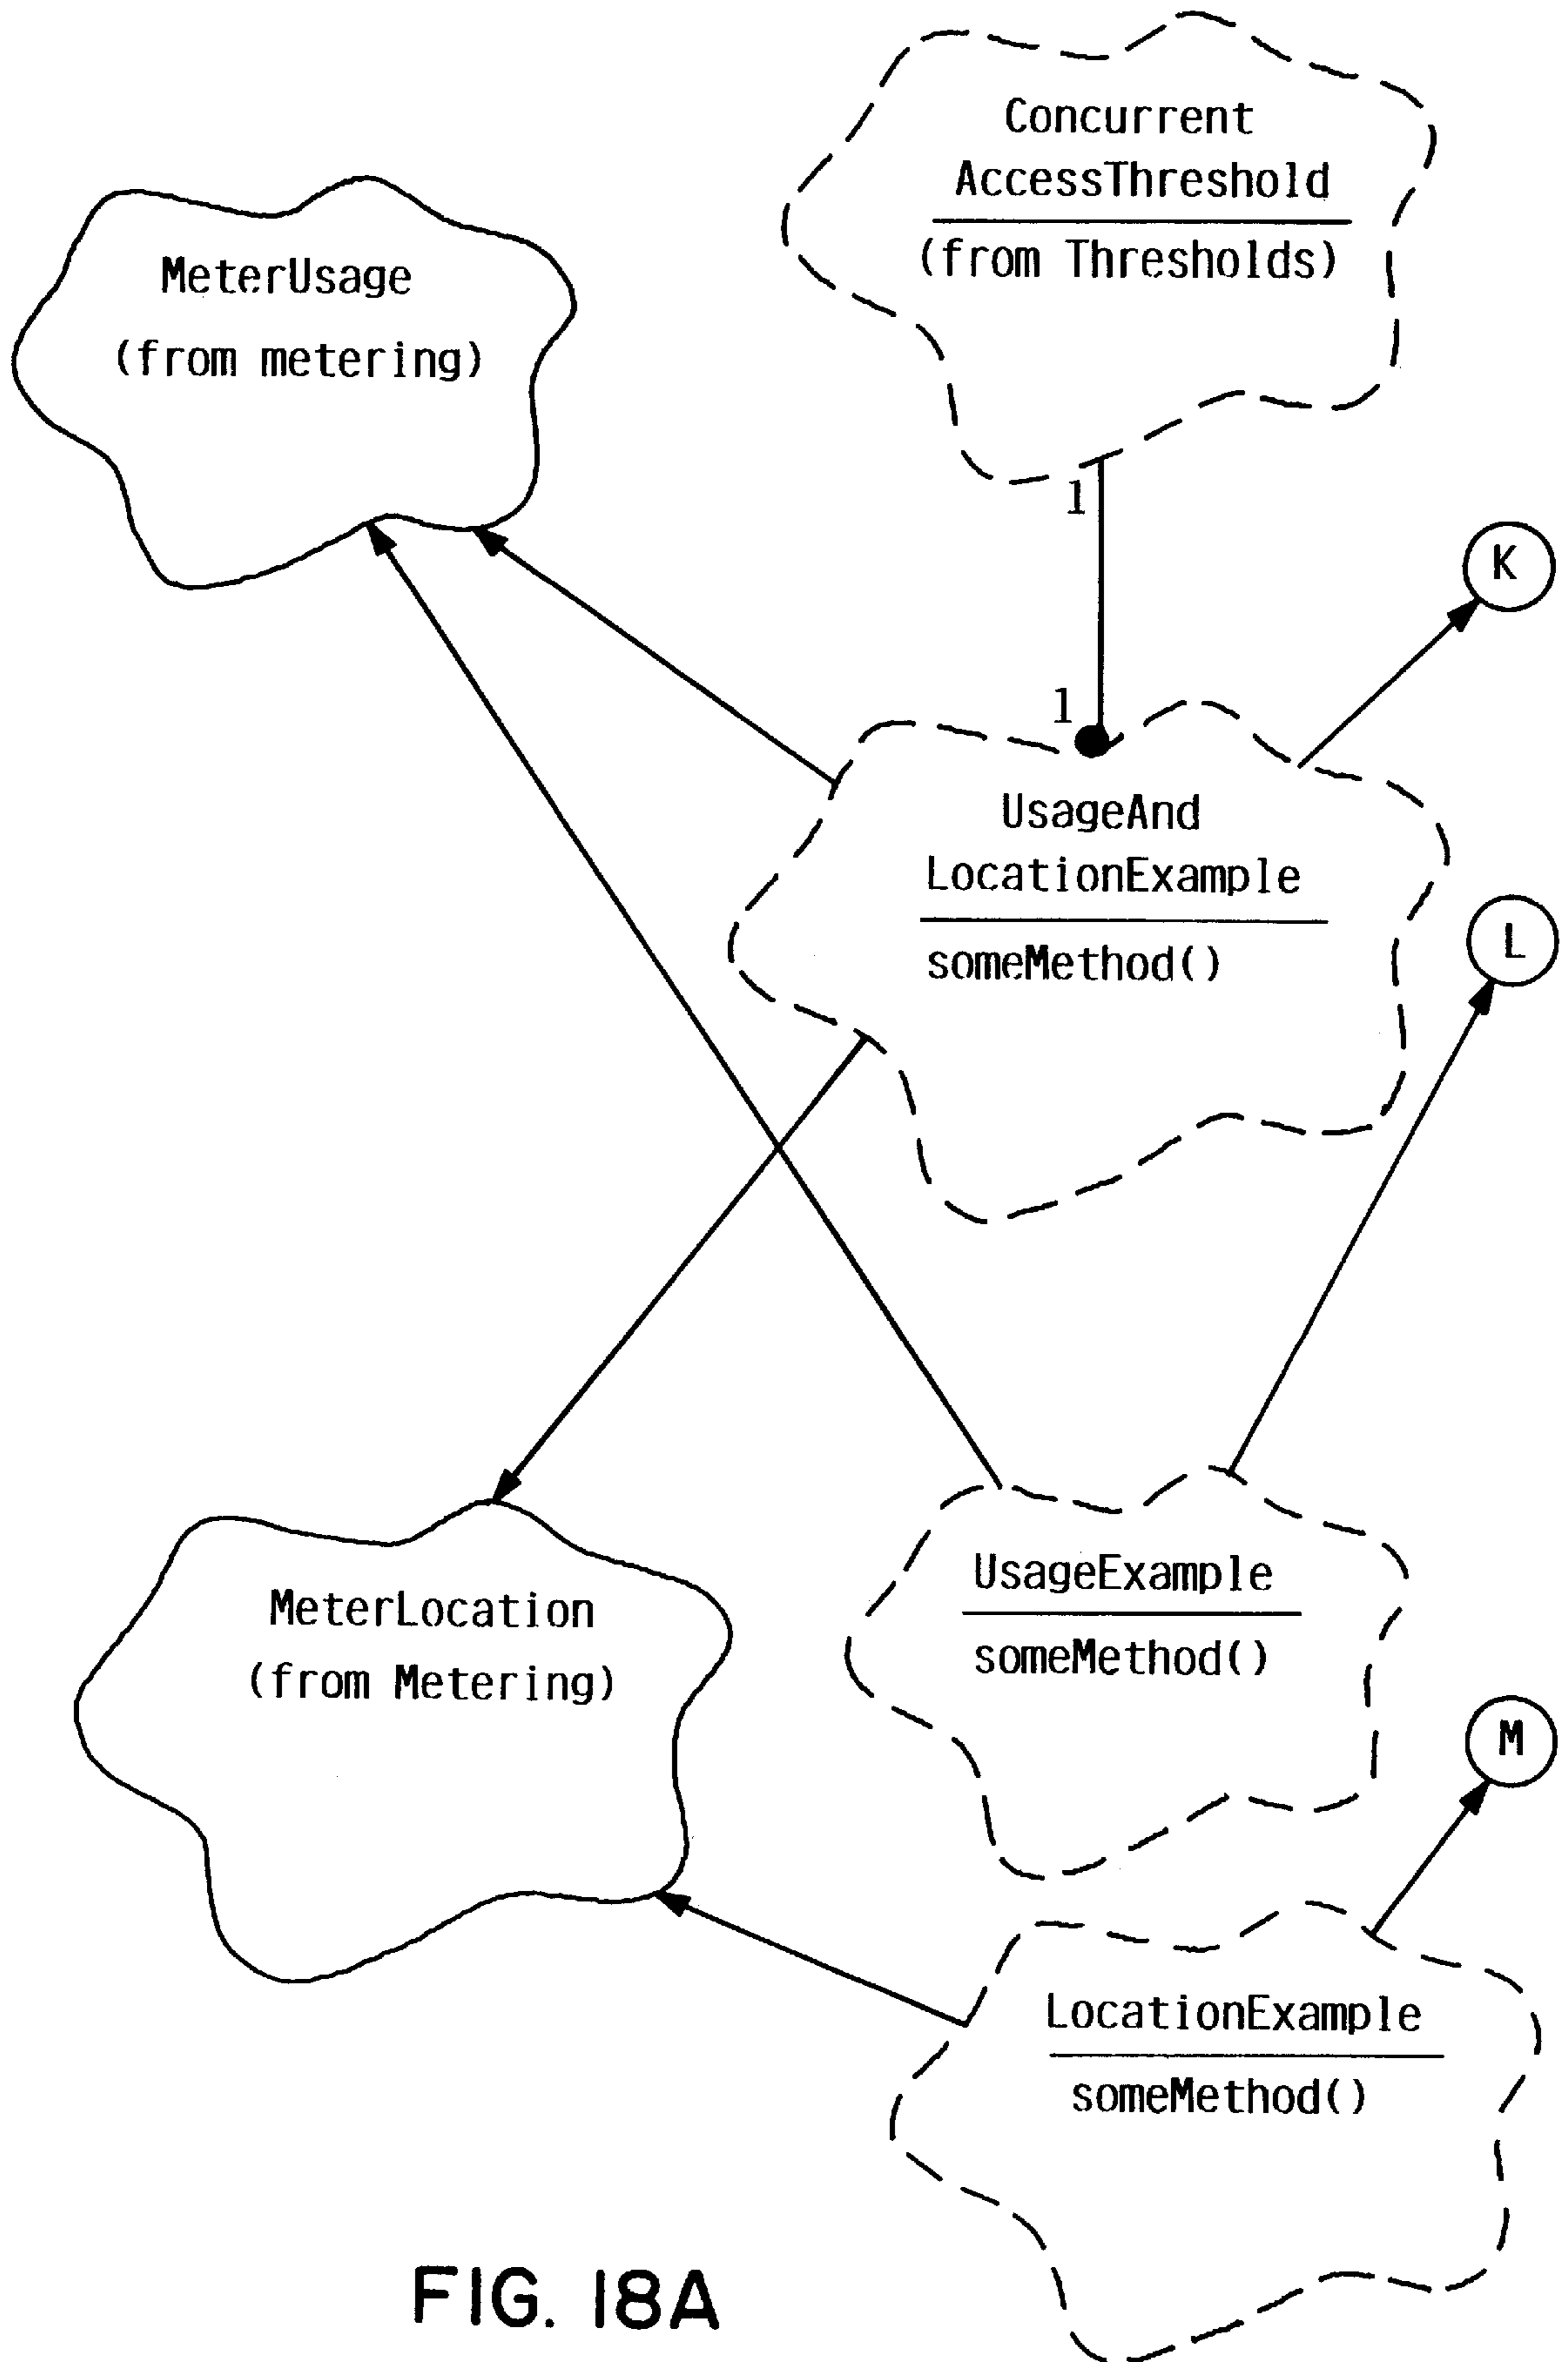 Concurrent
AccessThreshold
(from Thresholds)
MeterUsage
(from metering)
1
K
1
UsageAnd
LocationExample
someMethod()
L
UsageExample
someMethod()
MeterLocation
(from Metering)
M
LocationExample
someMethod()
FIG. 18A